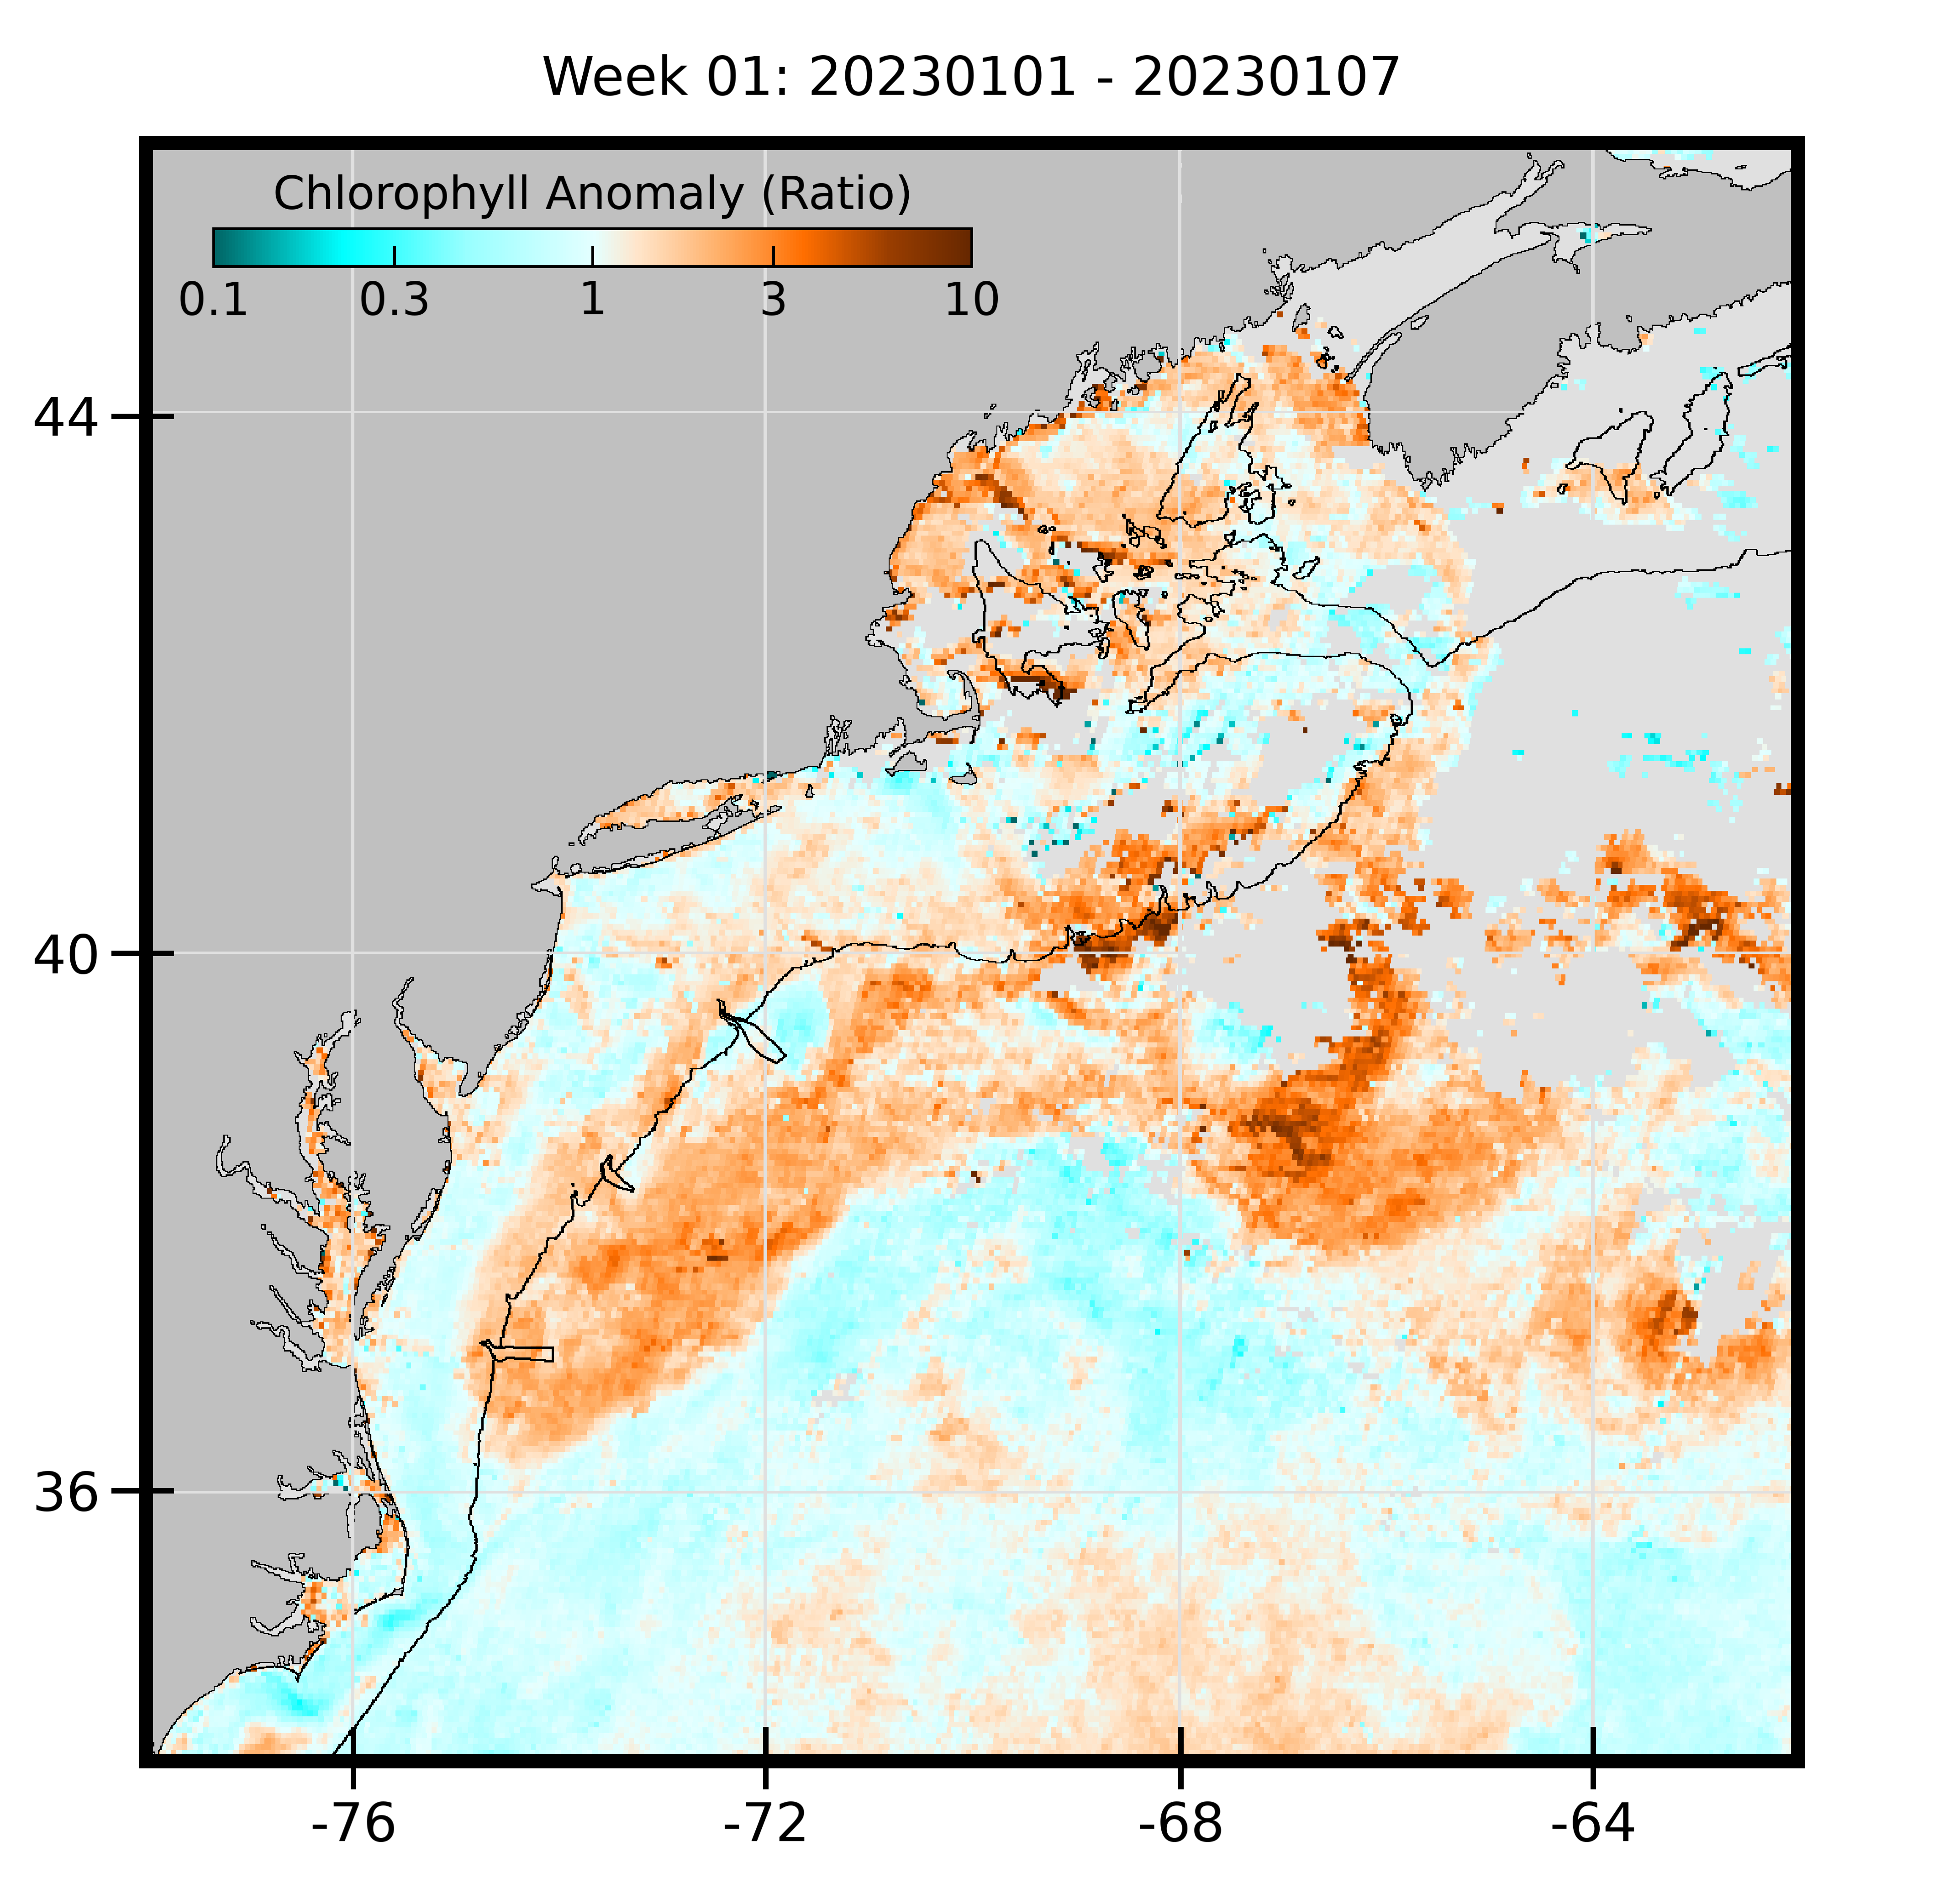 Week 01: 20230101 - 20230107
Chlorophyll Anomaly (Ratio)
0.1 0.3 1 3 10
44
40
36
-76 -72 -68 -64